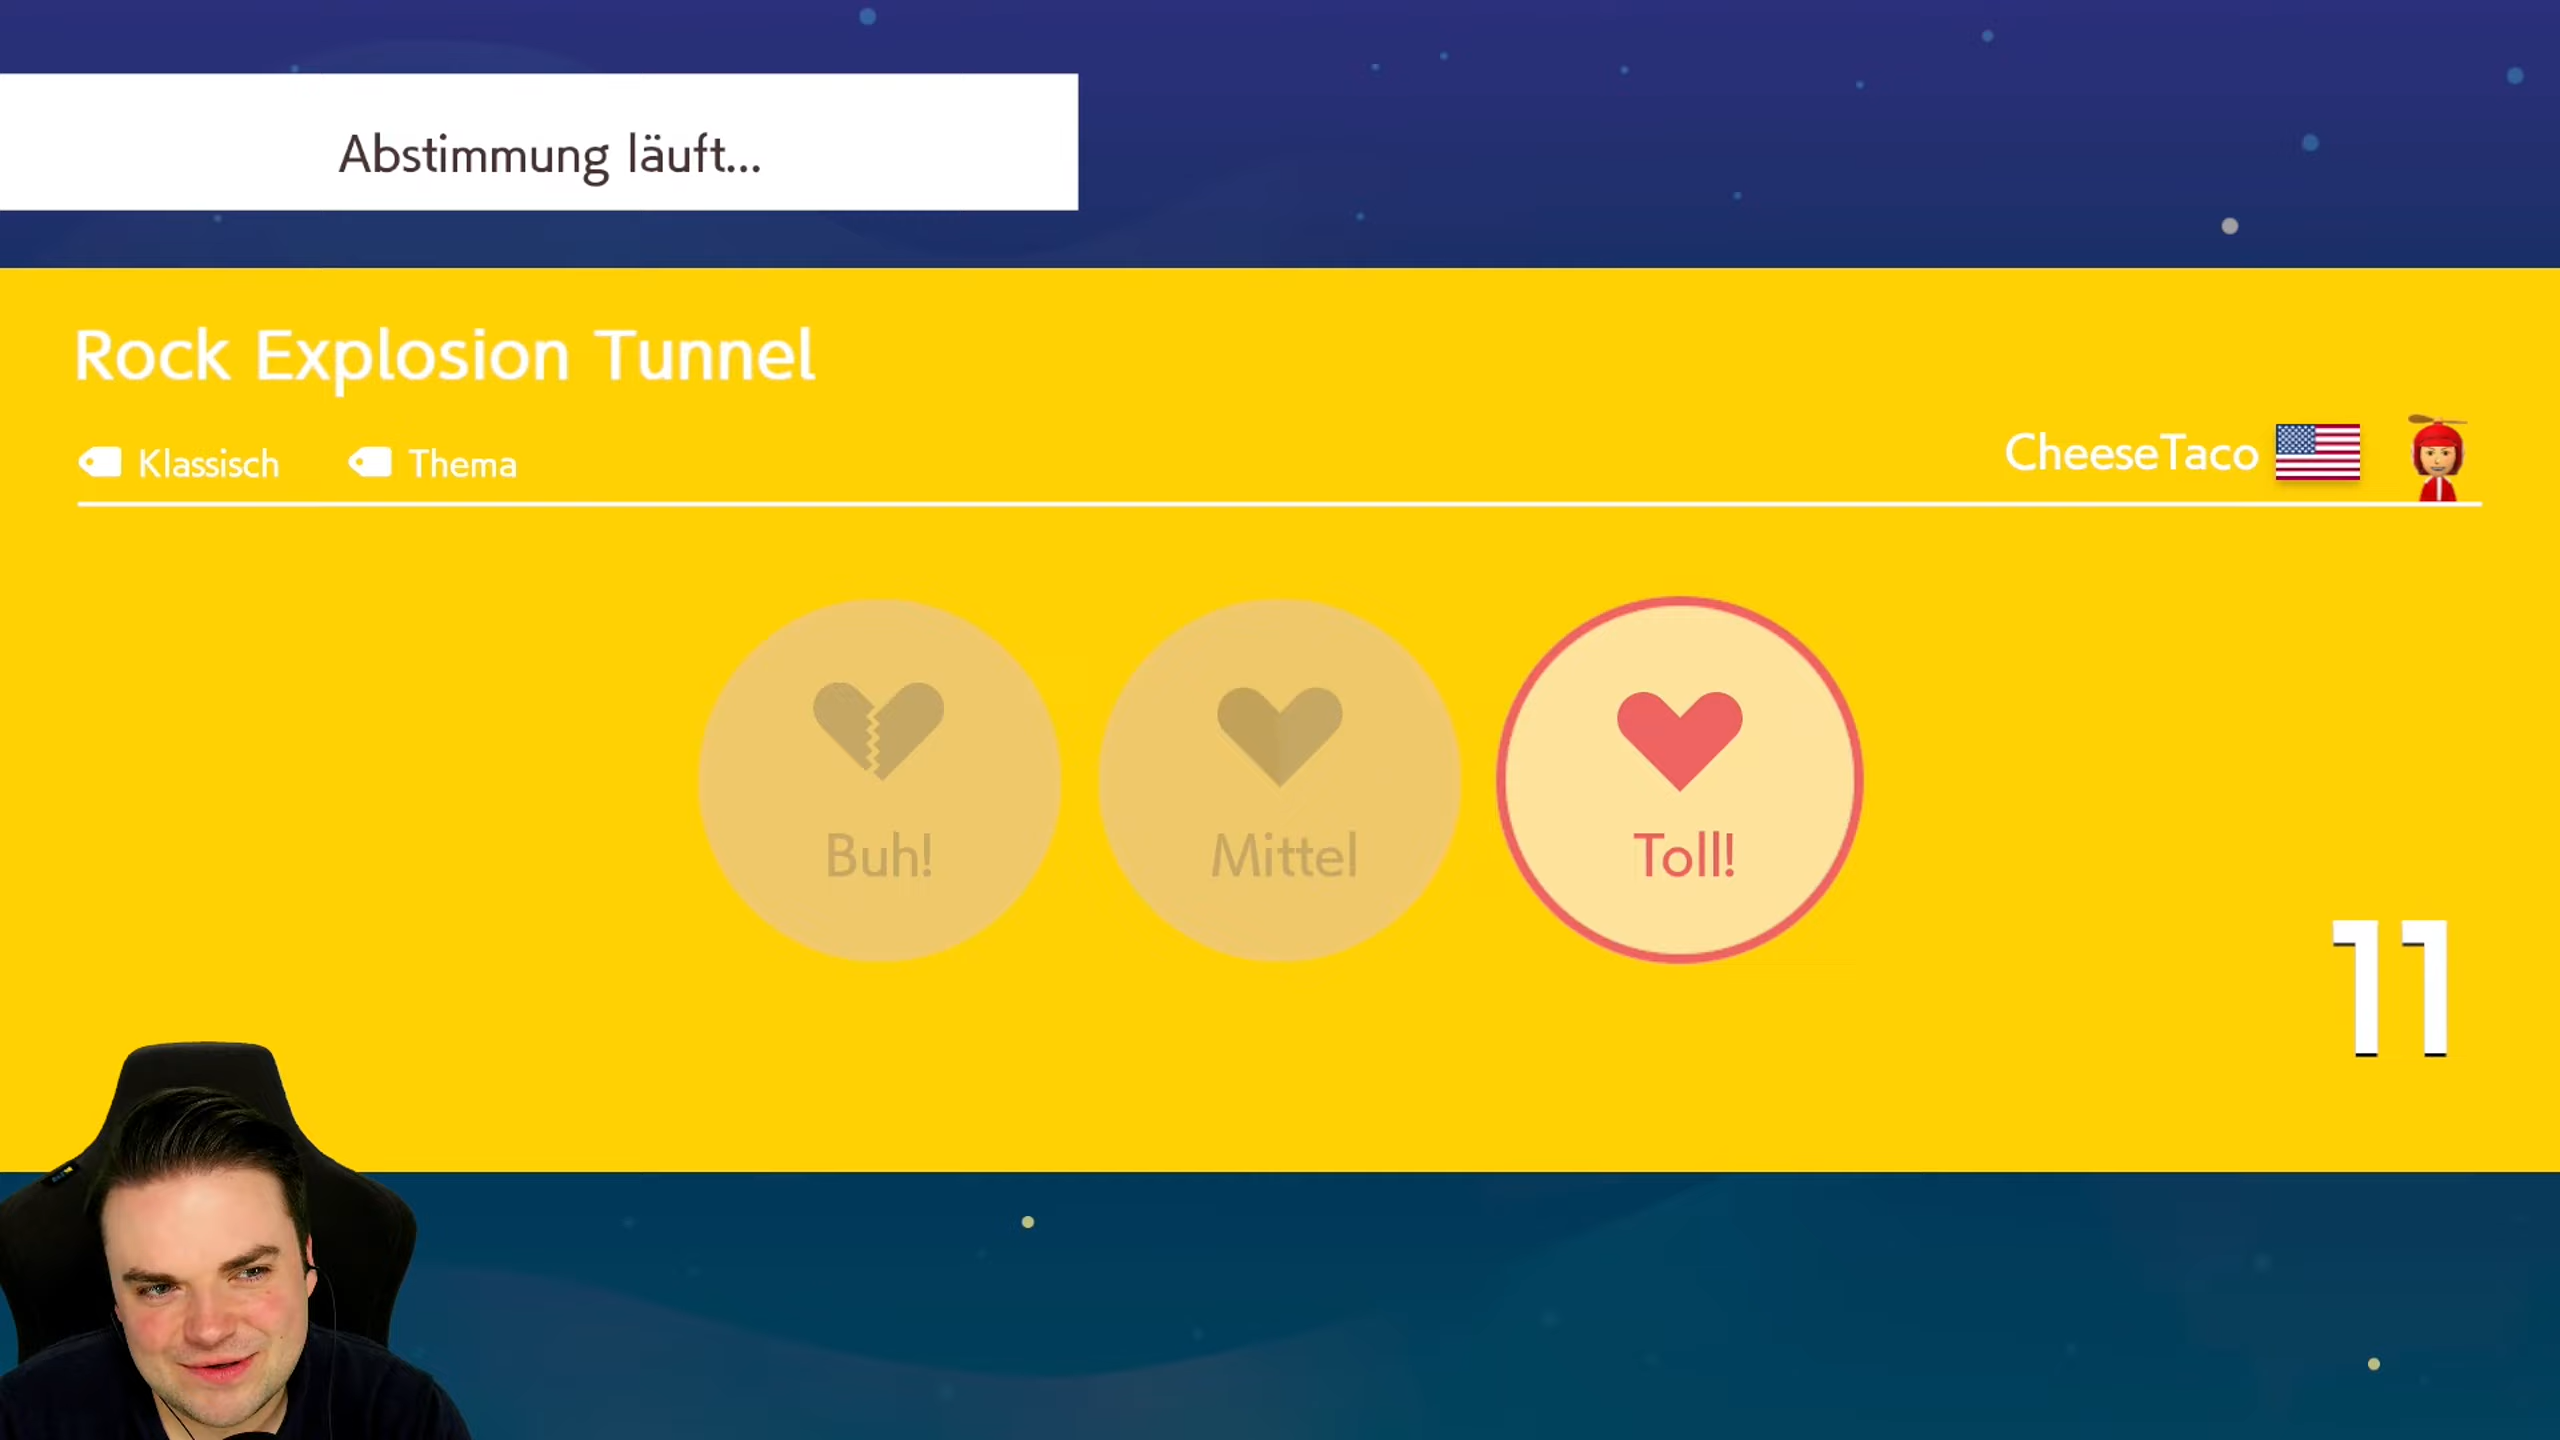 Abstimmung läuft...
Rock Explosion Tunnel
Klassisch Thema
CheeseTaco
Buh! Mittel Toll!
11